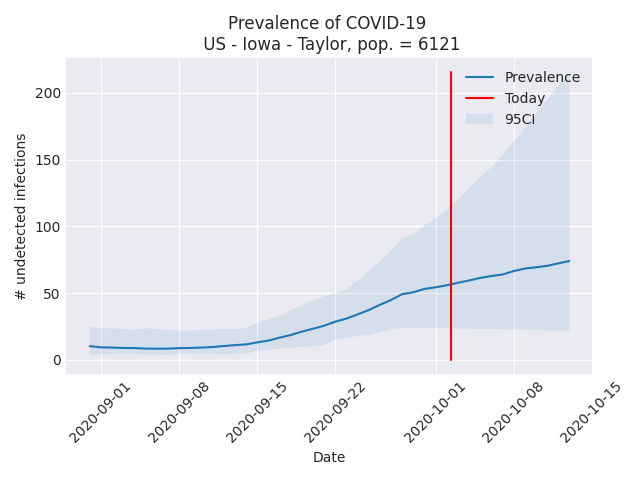 Prevalence of COVID-19
US - Iowa - Taylor, pop. = 6121
Prevalence
Today
95CI
200
150
100
50
0
# undetected infections
2020-09-01
2020-09-08
2020-09-15
2020-09-22
2020-10-01
2020-10-08
2020-10-15
Date